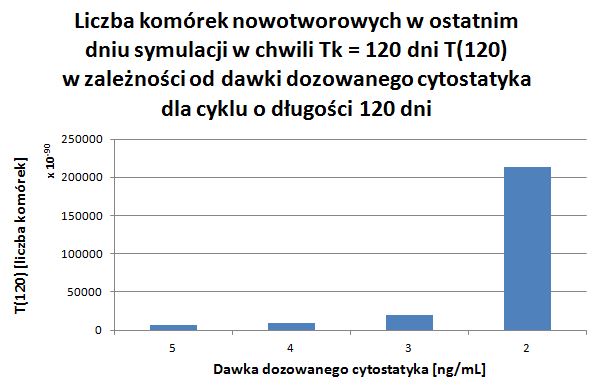 Liczba komórek nowotworowych w ostatnim
dniu symulacji w chwili Tk = 120 dni T(120)
w zależności od dawki dozowanego cytostatyka
dla cyklu o długości 120 dni
T(120) [liczba komórek]
x 10⁻⁹⁰
250000
200000
150000
100000
50000
0
5 4 3 2
Dawka dozowanego cytostatyka [ng/mL]